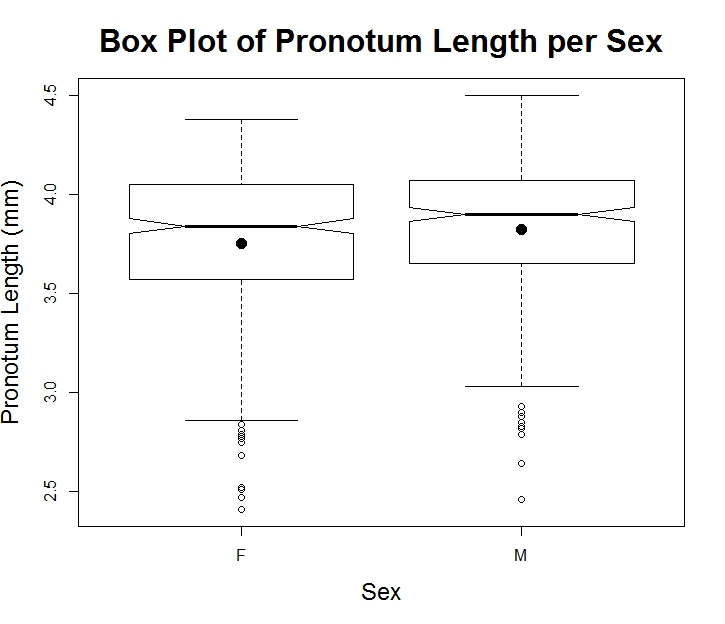 Box Plot of Pronotum Length per Sex
Pronotum Length (mm)
4.5
4.0
3.5
3.0
2.5
F
M
Sex